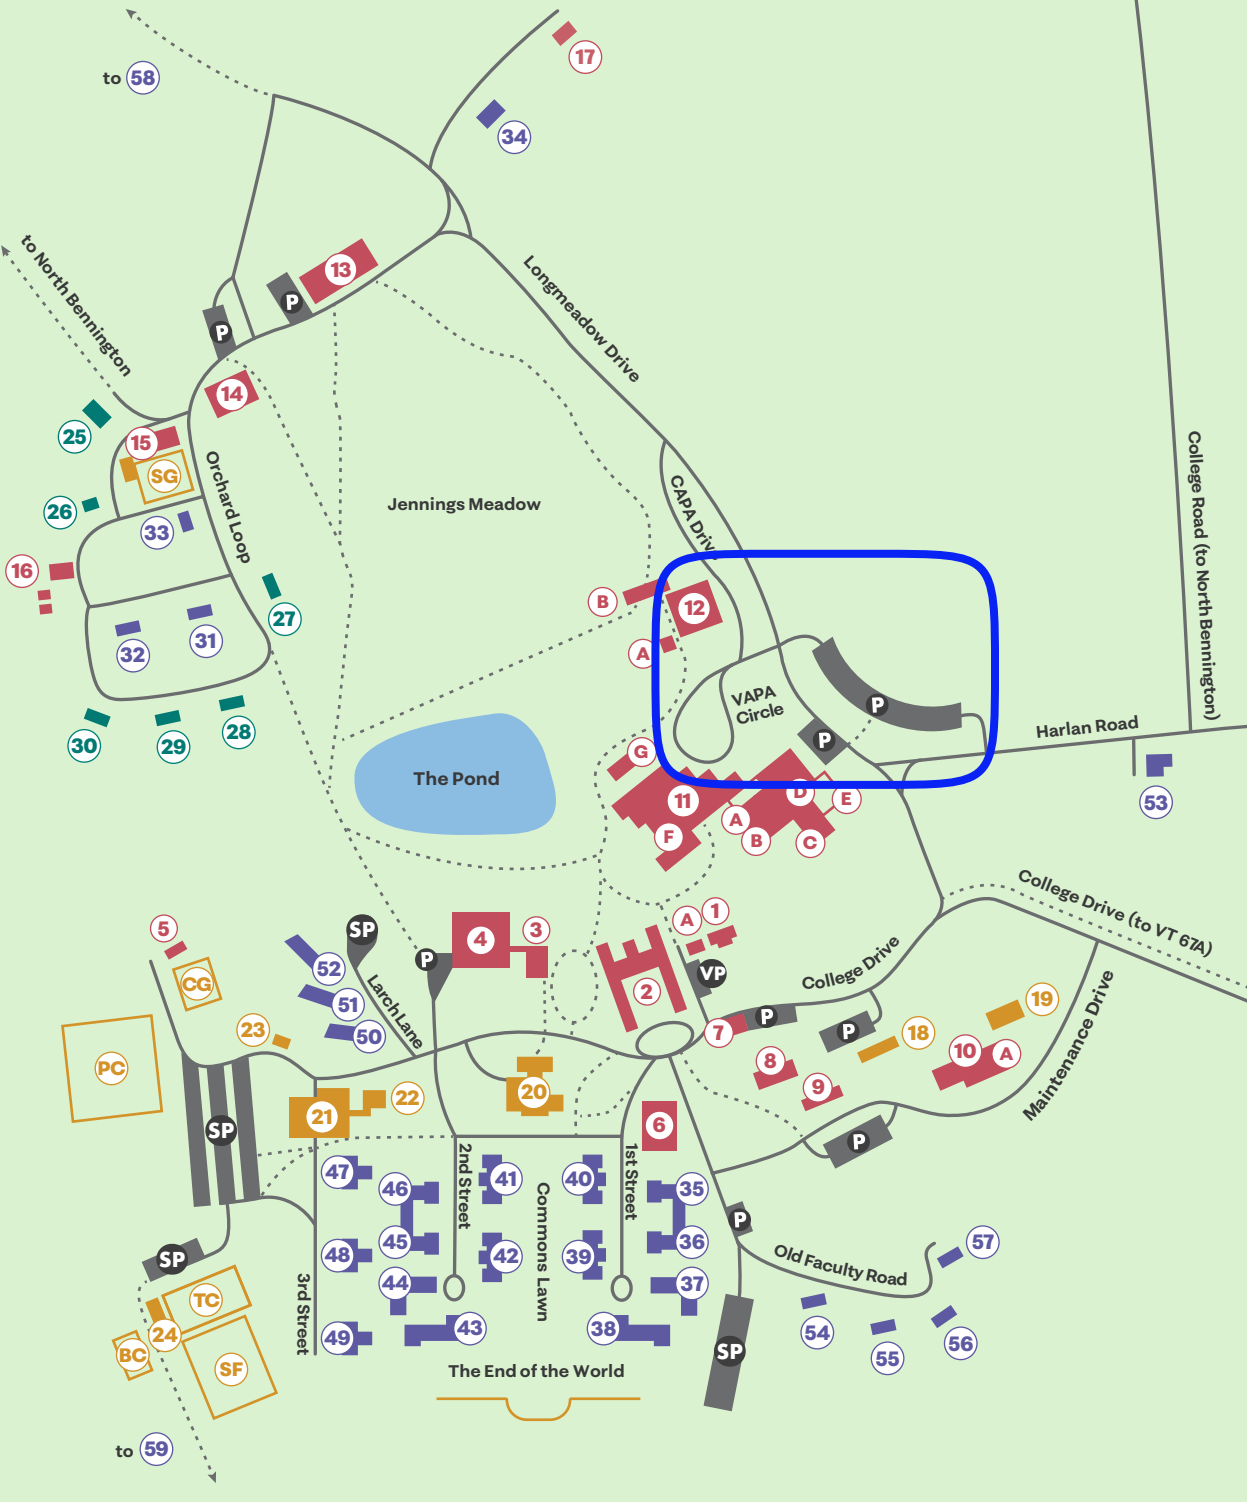 to 58
17
34
to North Bennington
13
P
P
Longmeadow Drive
14
25
15
SG
Orchard Loop
26
33
Jennings Meadow
CAPA Drive
College Road (to North Bennington)
16
B
12
27
A
32
31
VAPA
Circle
P
P
30
29
28
G
The Pond
Harlan Road
53
11
D
E
A
F
B
C
College Drive (to VT 67A)
5
SP
P
4
3
A
1
52
CG
51
2
VP
College Drive
Larch Lane
50
23
7
P
P
18
19
PC
8
10
A
9
Maintenance Drive
20
22
21
SP
6
P
47
46
2nd Street
41
40
1st Street
35
Commons Lawn
45
48
42
39
36
P
Old Faculty Road
57
SP
44
37
TC
3rd Street
24
49
43
38
54
56
BC
SF
SP
55
The End of the World
to 59